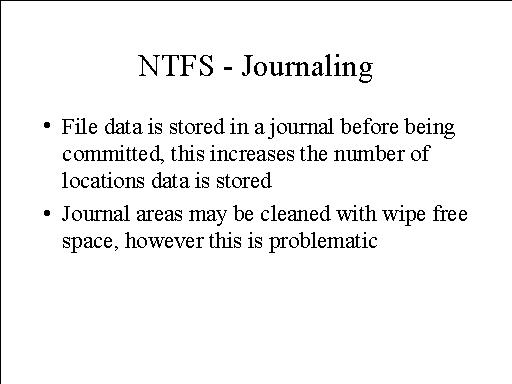 NTFS - Journaling
• File data is stored in a journal before being
committed, this increases the number of
locations data is stored
• Journal areas may be cleaned with wipe free
space, however this is problematic